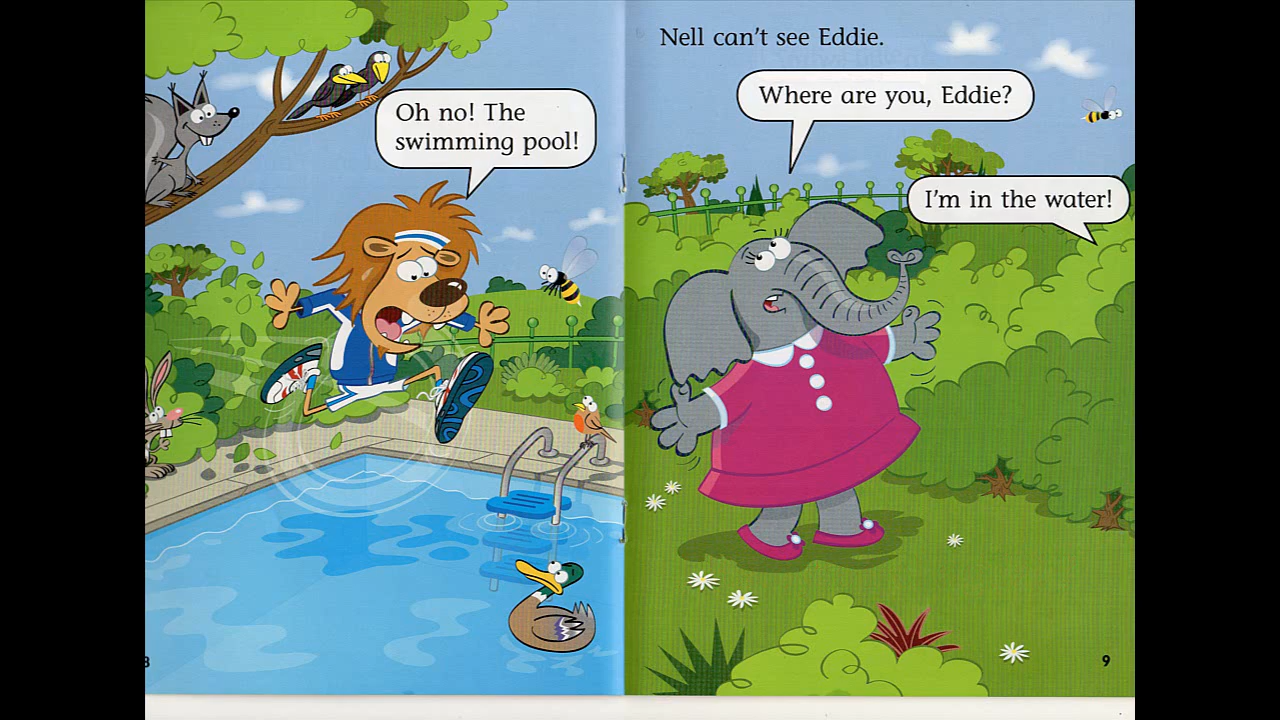 Oh no! The
swimming pool!
Nell can't see Eddie.
Where are you, Eddie?
I'm in the water!
8
9